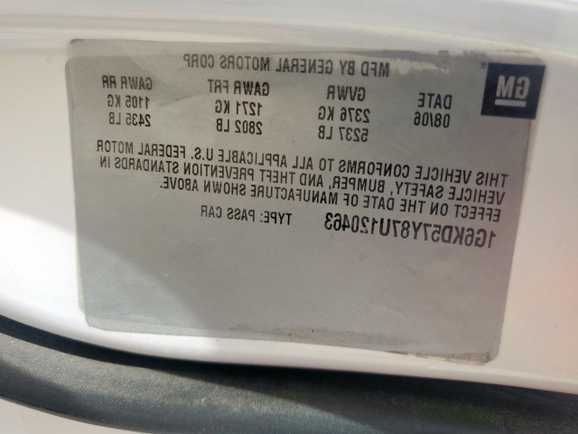 GM
MFD BY GENERAL MOTORS CORP
DATE GVWR GAWR FRT GAWR RR
08/06 2376 KG 1271 KG 1105 KG
5237 LB 2802 LB 2435 LB
THIS VEHICLE CONFORMS TO ALL APPLICABLE U.S. FEDERAL MOTOR
VEHICLE SAFETY, BUMPER, AND THEFT PREVENTION STANDARDS IN
EFFECT ON THE DATE OF MANUFACTURE SHOWN ABOVE.
1G6KD57Y87U120463 TYPE: PASS CAR